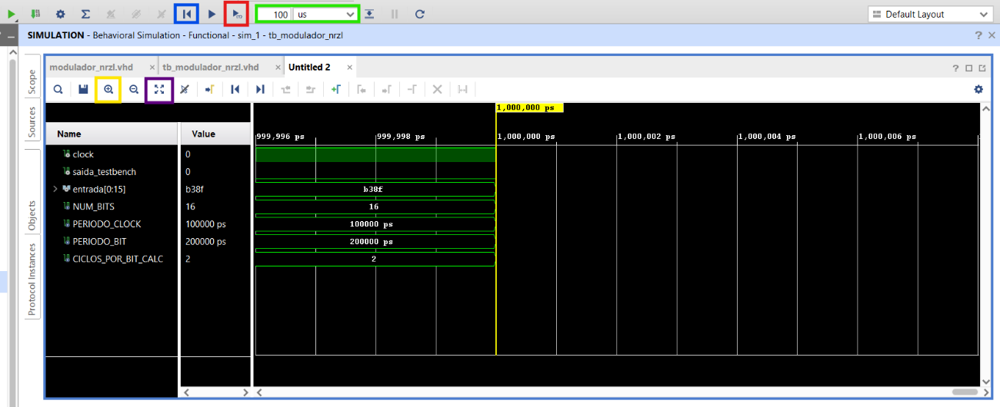 100 us Default Layout
SIMULATION - Behavioral Simulation - Functional - sim_1 - tb_modulador_nrzl ? ×
Scope
Sources
Objects
Protocol Instances
modulador_nrzl.vhd × tb_modulador_nrzl.vhd × Untitled 2 × ?
1,000,000 ps
Name Value 999,996 ps 999,998 ps 1,000,000 ps 1,000,002 ps 1,000,004 ps 1,000,006 ps
clock 0
saida_testbench 0
entrada[0:15] b38f b38f
NUM_BITS 16 16
PERIODO_CLOCK 100000 ps 100000 ps
PERIODO_BIT 200000 ps 200000 ps
CICLOS_POR_BIT_CALC 2 2